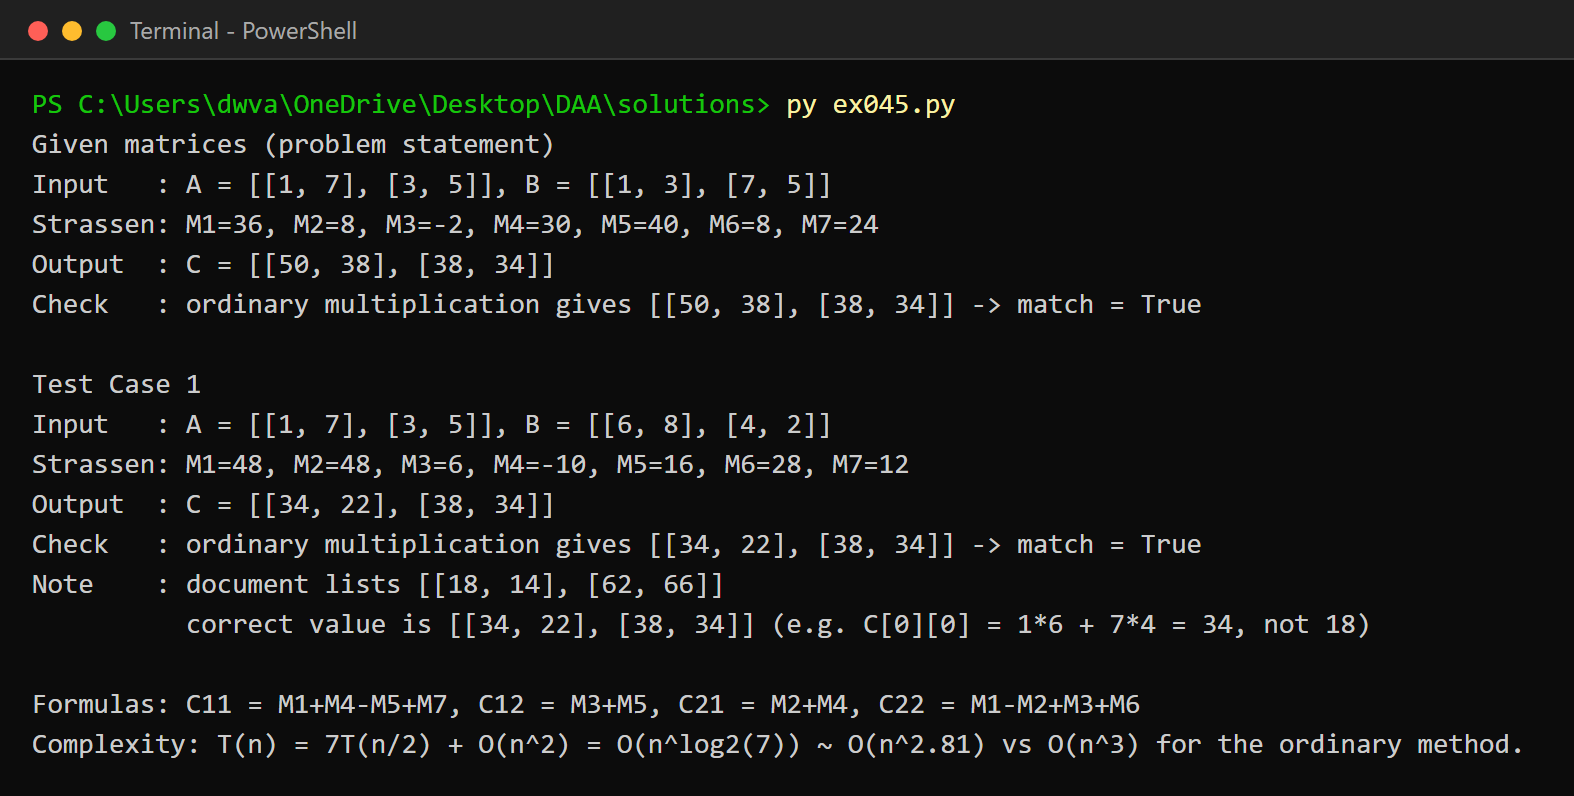 Terminal - PowerShell
PS C:\Users\dwva\OneDrive\Desktop\DAA\solutions> py ex045.py
Given matrices (problem statement)
Input   : A = [[1, 7], [3, 5]], B = [[1, 3], [7, 5]]
Strassen: M1=36, M2=8, M3=-2, M4=30, M5=40, M6=8, M7=24
Output  : C = [[50, 38], [38, 34]]
Check   : ordinary multiplication gives [[50, 38], [38, 34]] -> match = True
Test Case 1
Input   : A = [[1, 7], [3, 5]], B = [[6, 8], [4, 2]]
Strassen: M1=48, M2=48, M3=6, M4=-10, M5=16, M6=28, M7=12
Output  : C = [[34, 22], [38, 34]]
Check   : ordinary multiplication gives [[34, 22], [38, 34]] -> match = True
Note    : document lists [[18, 14], [62, 66]]
          correct value is [[34, 22], [38, 34]] (e.g. C[0][0] = 1*6 + 7*4 = 34, not 18)
Formulas: C11 = M1+M4-M5+M7, C12 = M3+M5, C21 = M2+M4, C22 = M1-M2+M3+M6
Complexity: T(n) = 7T(n/2) + O(n^2) = O(n^log2(7)) ~ O(n^2.81) vs O(n^3) for the ordinary method.